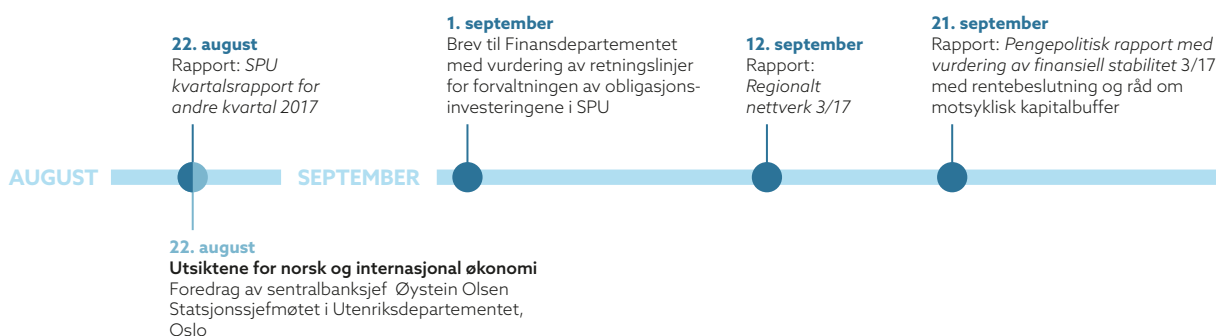 22. august
Rapport: SPU
kvartalsrapport for
andre kvartal 2017
1. september
Brev til Finansdepartementet
med vurdering av retningslinjer
for forvaltningen av obligasjons-
investeringene i SPU
12. september
Rapport:
Regionalt
nettverk 3/17
21. september
Rapport: Pengepolitisk rapport med
vurdering av finansiell stabilitet 3/17
med rentebeslutning og råd om
motsyklisk kapitalbuffer
AUGUST
SEPTEMBER
22. august
Utsiktene for norsk og internasjonal økonomi
Foredrag av sentralbanksjef Øystein Olsen
Statsjonssjefmøtet i Utenriksdepartementet,
Oslo